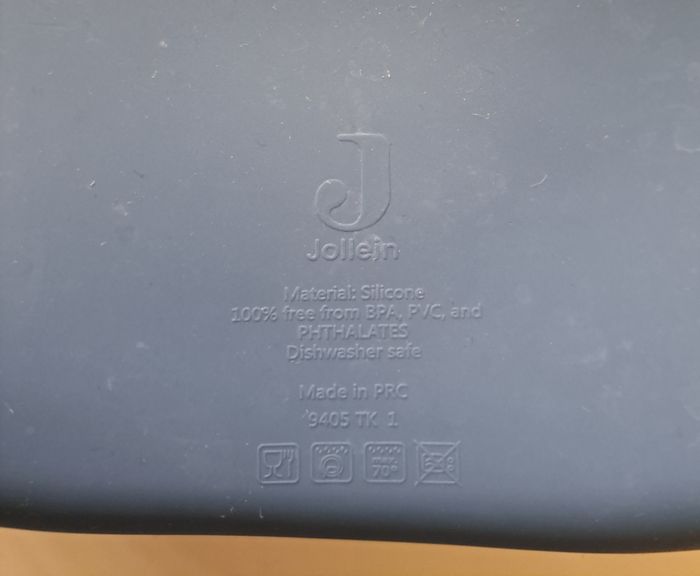 J
Jollein
Material: Silicone
100% free from BPA, PVC, and
PHTHALATES
Dishwasher safe
Made in PRC
9405 TK 1
max.
70°